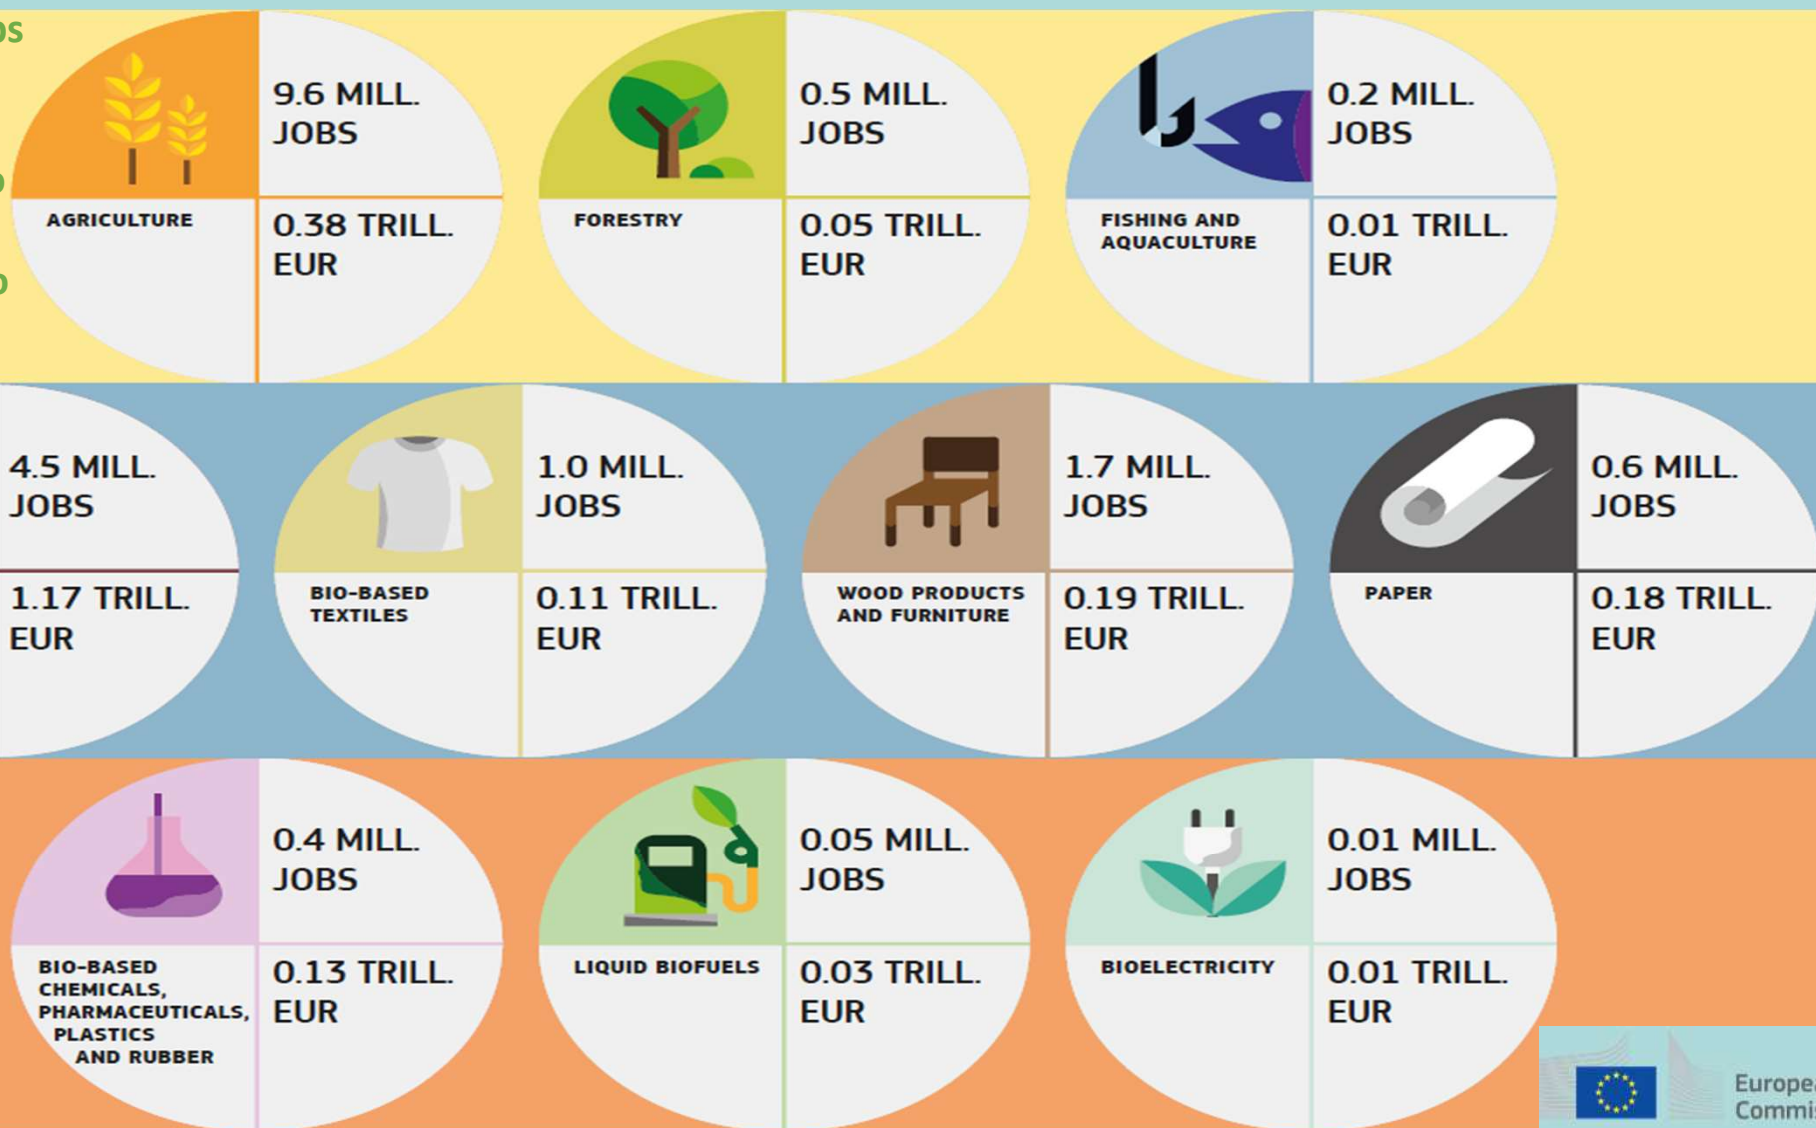 9.6 MILL.
JOBS
AGRICULTURE
0.38 TRILL.
EUR
0.5 MILL.
JOBS
FORESTRY
0.05 TRILL.
EUR
0.2 MILL.
JOBS
FISHING AND
AQUACULTURE
0.01 TRILL.
EUR
4.5 MILL.
JOBS
1.17 TRILL.
EUR
1.0 MILL.
JOBS
BIO-BASED
TEXTILES
0.11 TRILL.
EUR
1.7 MILL.
JOBS
WOOD PRODUCTS
AND FURNITURE
0.19 TRILL.
EUR
0.6 MILL.
JOBS
PAPER
0.18 TRILL.
EUR
0.4 MILL.
JOBS
BIO-BASED
CHEMICALS,
PHARMACEUTICALS,
PLASTICS
AND RUBBER
0.13 TRILL.
EUR
0.05 MILL.
JOBS
LIQUID BIOFUELS
0.03 TRILL.
EUR
0.01 MILL.
JOBS
BIOELECTRICITY
0.01 TRILL.
EUR